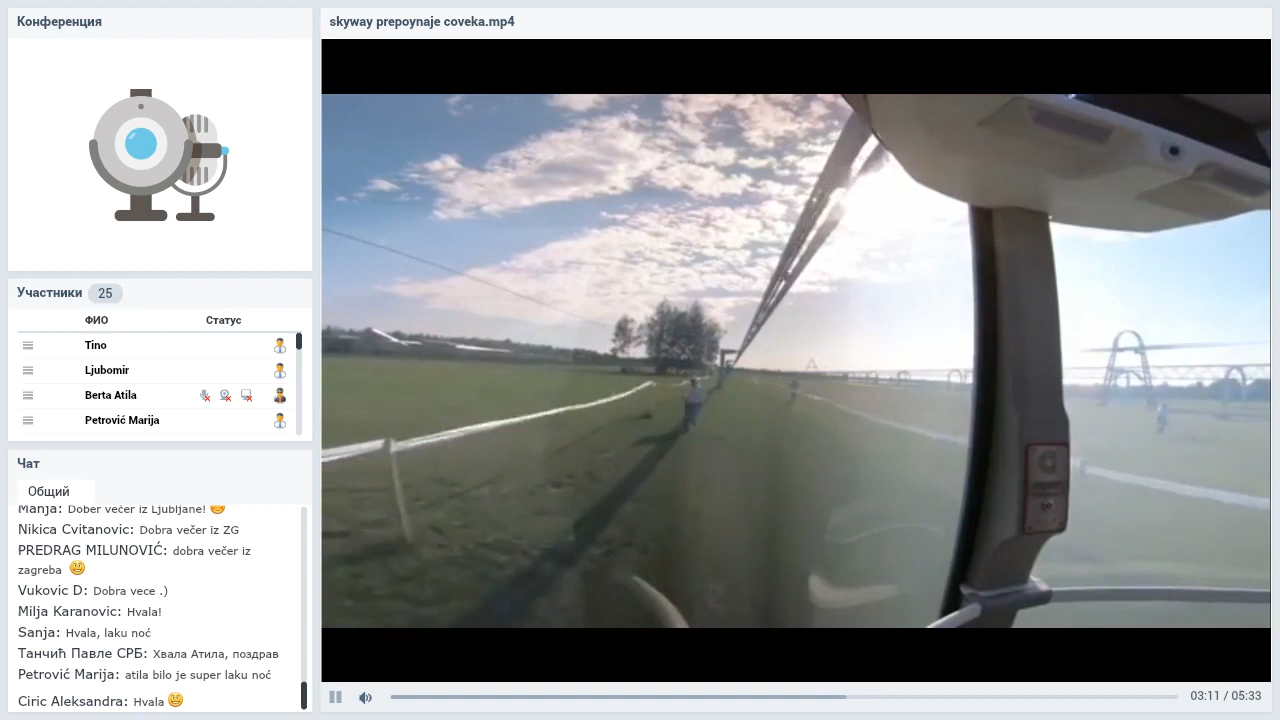 Конференция
skyway prepoynaje coveka.mp4
Участники 25
ФИО Статус
Tino
Ljubomir
Berta Atila
Petrović Marija
Чат
Общий
Manja: Dober večer iz Ljubljane!
Nikica Cvitanovic: Dobra večer iz ZG
PREDRAG MILUNOVIĆ: dobra večer iz
zagreba
Vukovic D: Dobra vece .)
Milja Karanovic: Hvala!
Sanja: Hvala, laku noć
Танчић Павле СРБ: Хвала Атила, поздрав
Petrović Marija: atila bilo je super laku noć
Ciric Aleksandra: Hvala
03:11 / 05:33